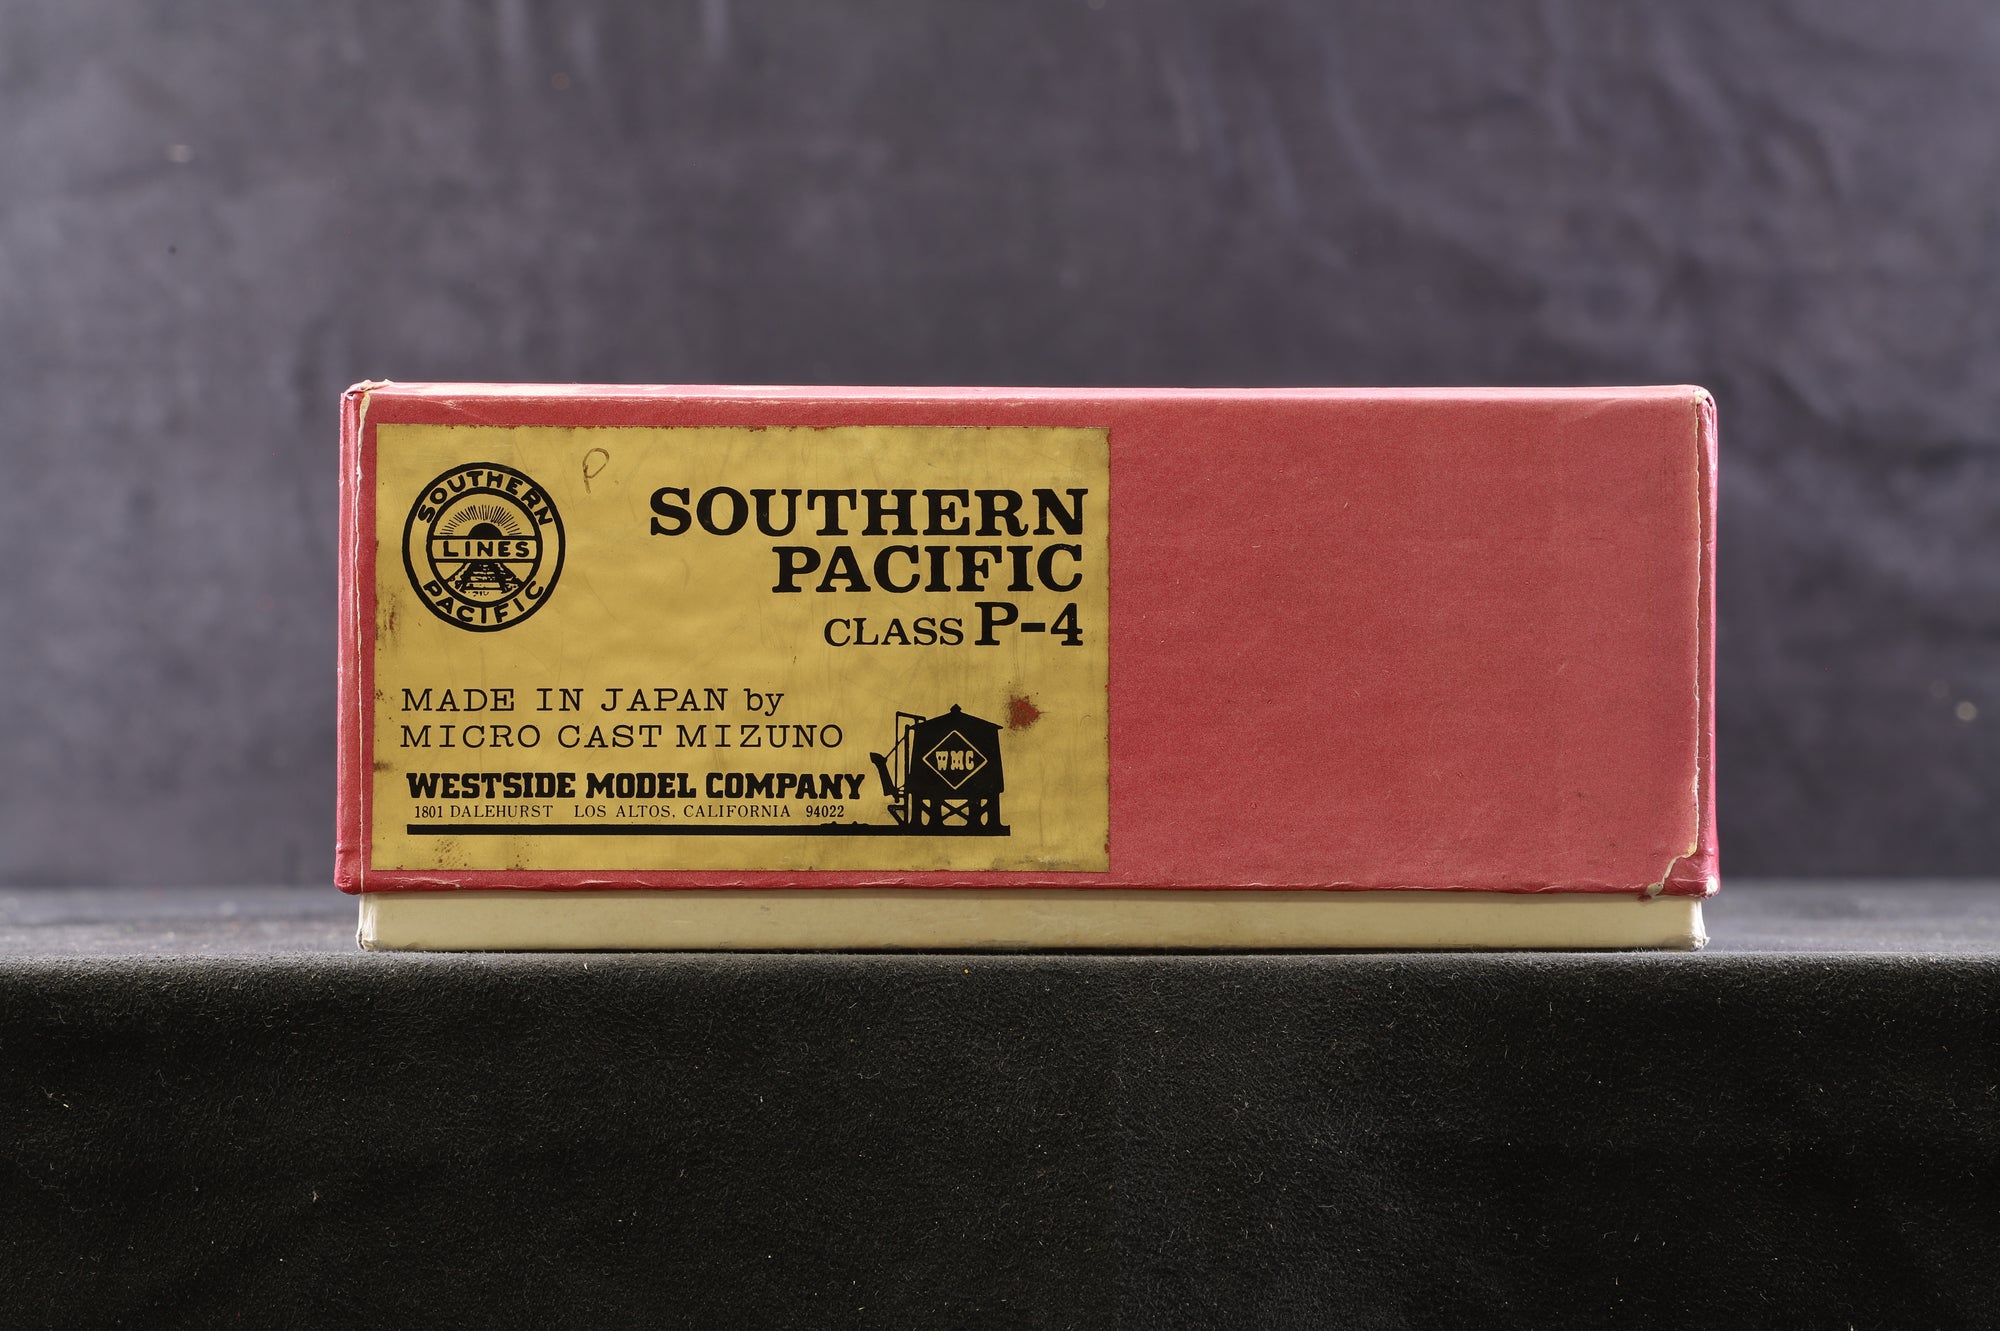 P
SOUTHERN
LINES
PACIFIC
SOUTHERN
PACIFIC
CLASS P-4
MADE IN JAPAN by
MICRO CAST MIZUNO
WESTSIDE MODEL COMPANY
1801 DALEHURST LOS ALTOS, CALIFORNIA 94022
WMC